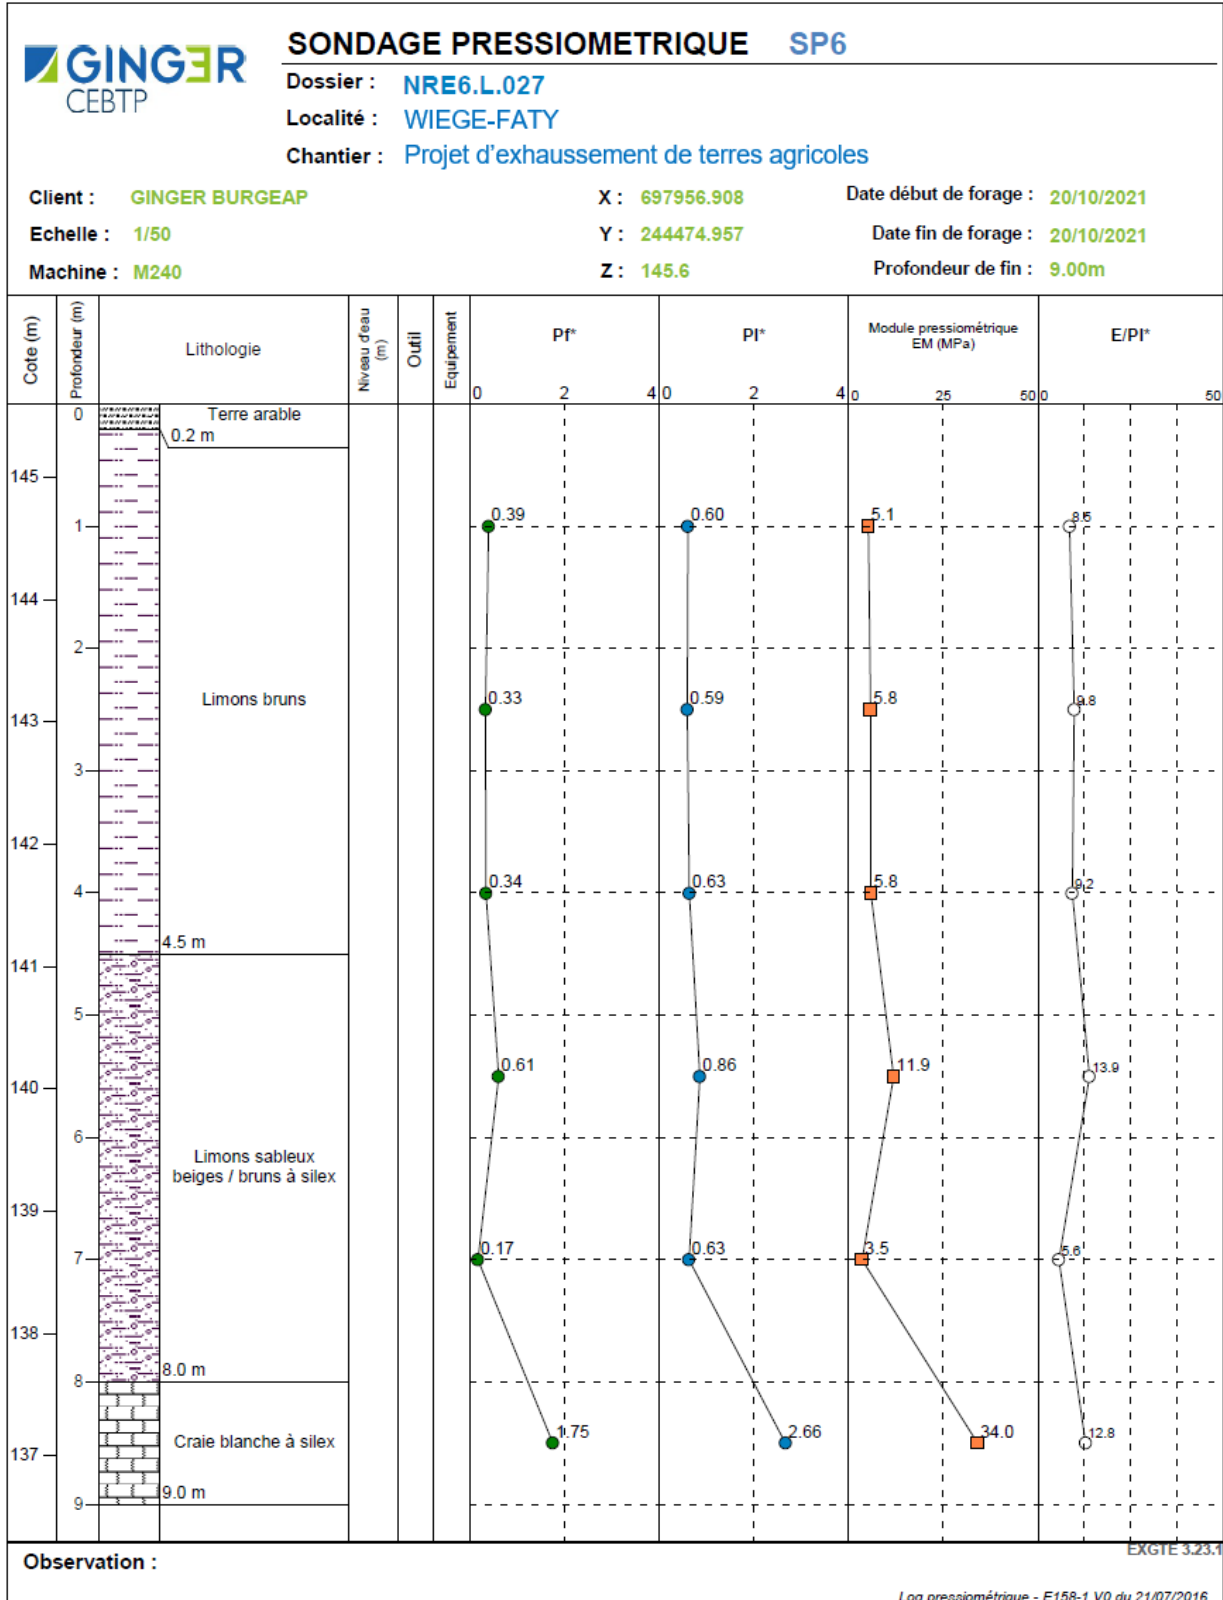 GINGER
CEBTP
SONDAGE PRESSIOMETRIQUE SP6
Dossier : NRE6.L.027
Localité : WIEGE-FATY
Chantier : Projet d'exhaussement de terres agricoles
Client : GINGER BURGEAP X : 697956.908 Date début de forage : 20/10/2021
Echelle : 1/50 Y : 244474.957 Date fin de forage : 20/10/2021
Machine : M240 Z : 145.6 Profondeur de fin : 9.00m
Cote (m) Profondeur (m) Lithologie Niveau d'eau (m) Outil Equipement Pf* Pl* Module pressiométrique EM (MPa) E/Pl*
0 2 4 0 2 4 0 25 50 0 50
0 Terre arable
0.2 m
145
1 0.39 0.60 5.1 8.5
144
2
Limons bruns
143 0.33 0.59 5.8 9.8
3
142
4 0.34 0.63 5.8 9.2
4.5 m
141
5
140 0.61 0.86 11.9 13.9
6
Limons sableux
beiges / bruns à silex
139
7 0.17 0.63 3.5 5.6
138
8.0 m
8
Craie blanche à silex 1.75 2.66 34.0 12.8
137
9.0 m
9
EXGTE 3.23.1
Observation :
Log pressiométrique - E158-1 V0 du 21/07/2016